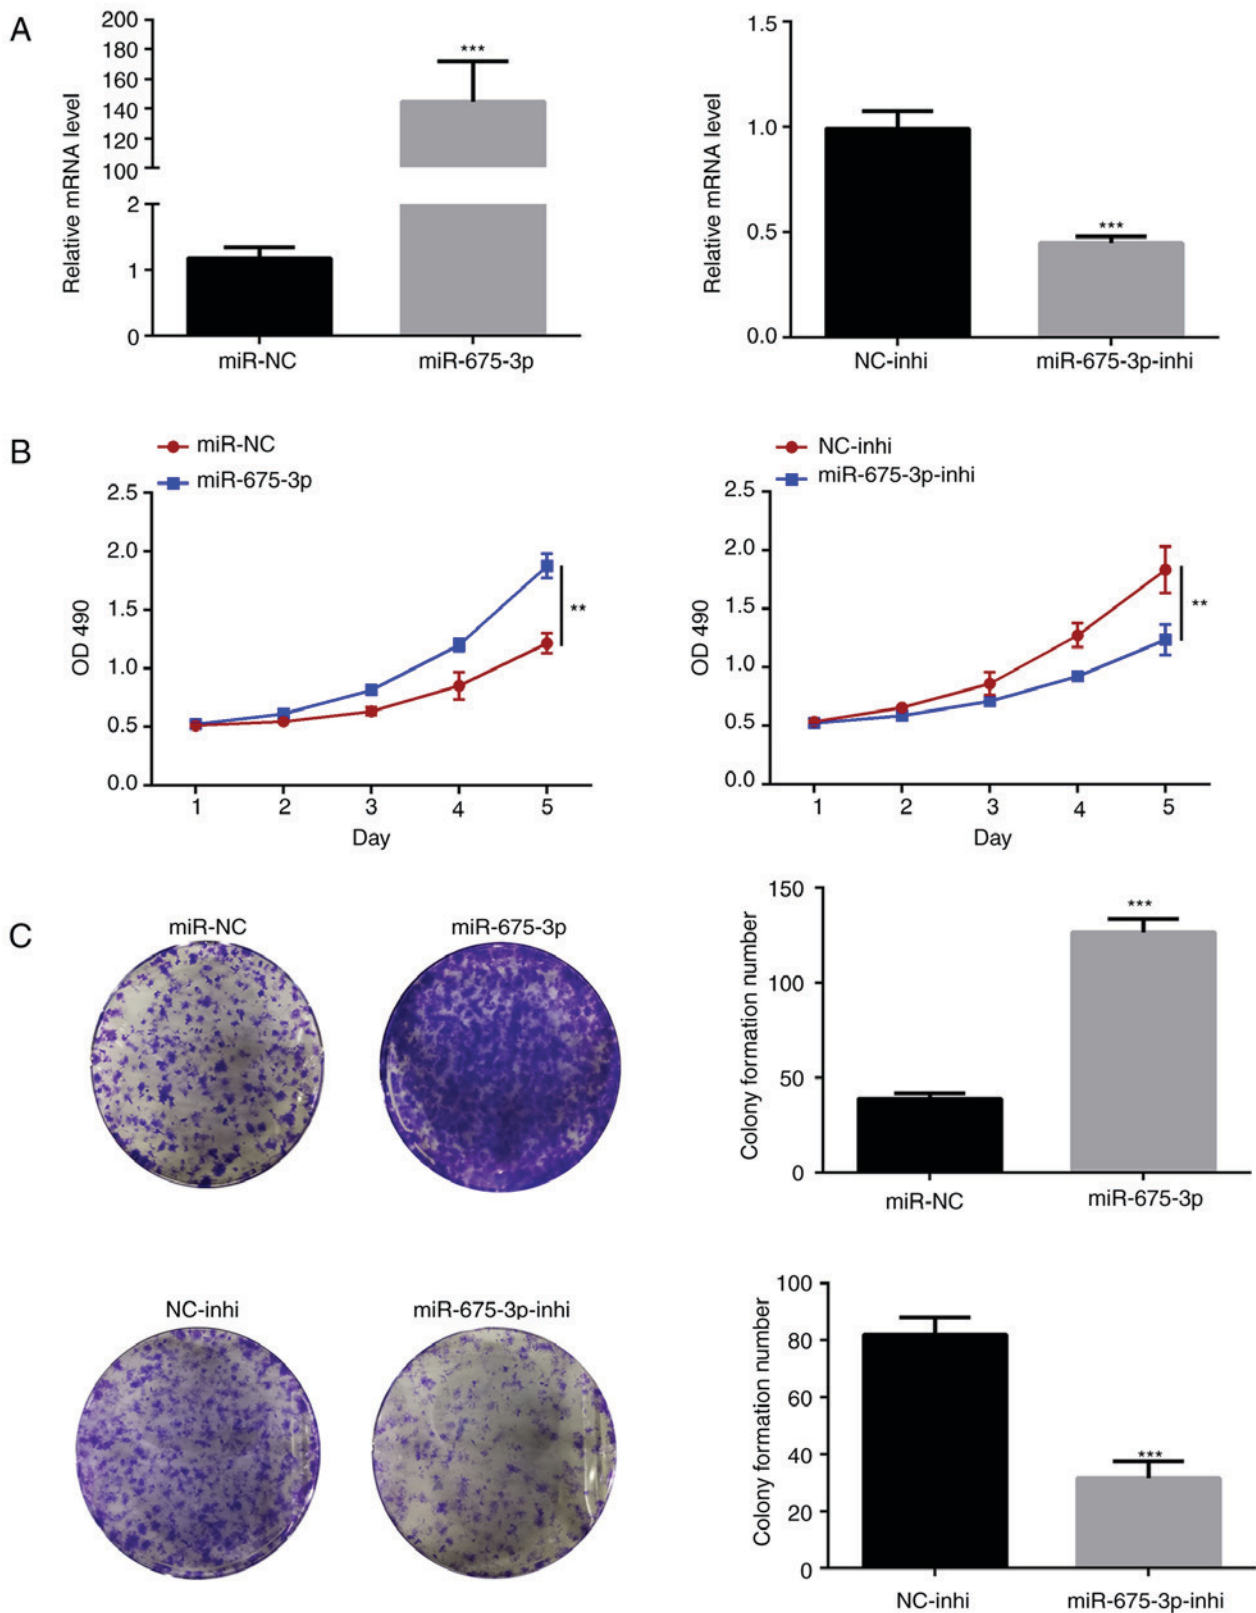 A
Relative mRNA level
200
180
160
140
120
100
2
1
0
***
miR-NC
miR-675-3p
Relative mRNA level
1.5
1.0
0.5
0.0
***
NC-inhi
miR-675-3p-inhi
B
miR-NC
miR-675-3p
OD 490
2.5
2.0
1.5
1.0
0.5
0.0
**
1 2 3 4 5
Day
NC-inhi
miR-675-3p-inhi
OD 490
2.5
2.0
1.5
1.0
0.5
0.0
**
1 2 3 4 5
Day
C
miR-NC
miR-675-3p
Colony formation number
150
100
50
0
***
miR-NC
miR-675-3p
NC-inhi
miR-675-3p-inhi
Colony formation number
100
80
60
40
20
0
***
NC-inhi
miR-675-3p-inhi